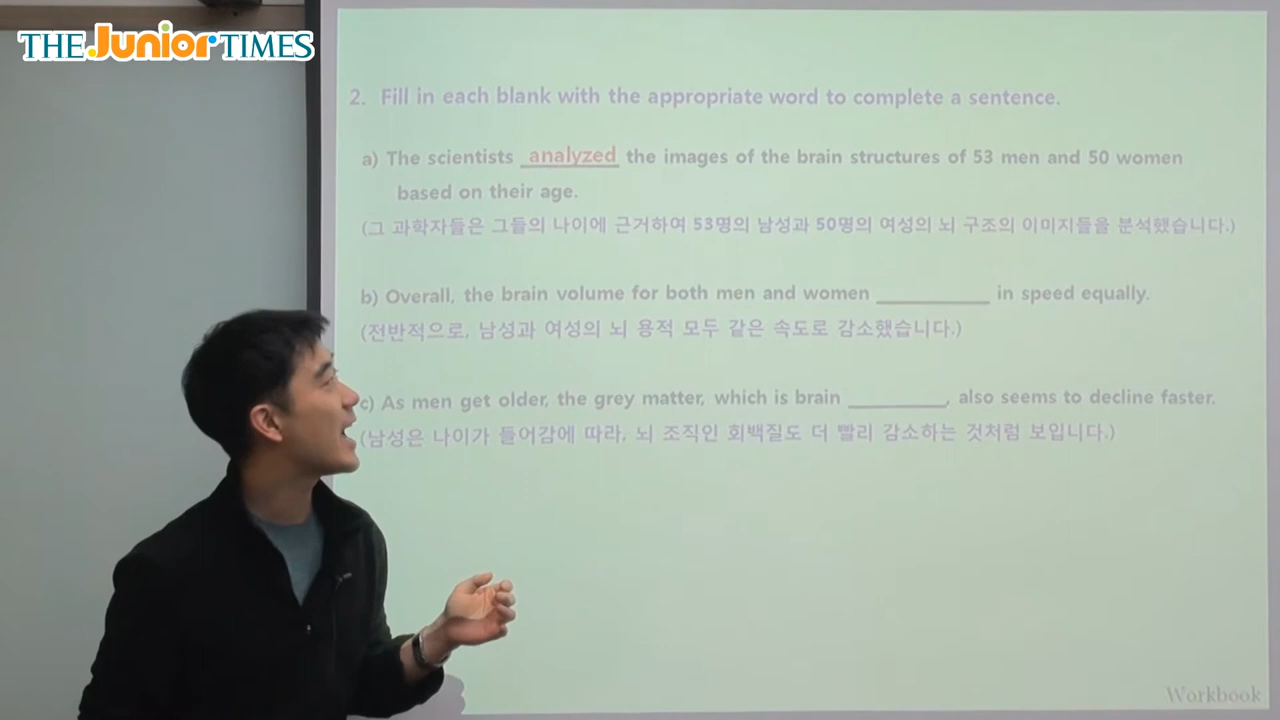 THE Junior TIMES
2. Fill in each blank with the appropriate word to complete a sentence.
a) The scientists analyzed the images of the brain structures of 53 men and 50 women
based on their age.
(그 과학자들은 그들의 나이에 근거하여 53명의 남성과 50명의 여성의 뇌 구조의 이미지들을 분석했습니다.)
b) Overall, the brain volume for both men and women __________ in speed equally.
(전반적으로, 남성과 여성의 뇌 용적 모두 같은 속도로 감소했습니다.)
c) As men get older, the grey matter, which is brain _________, also seems to decline faster.
(남성은 나이가 들어감에 따라, 뇌 조직인 회백질도 더 빨리 감소하는 것처럼 보입니다.)
Workbook